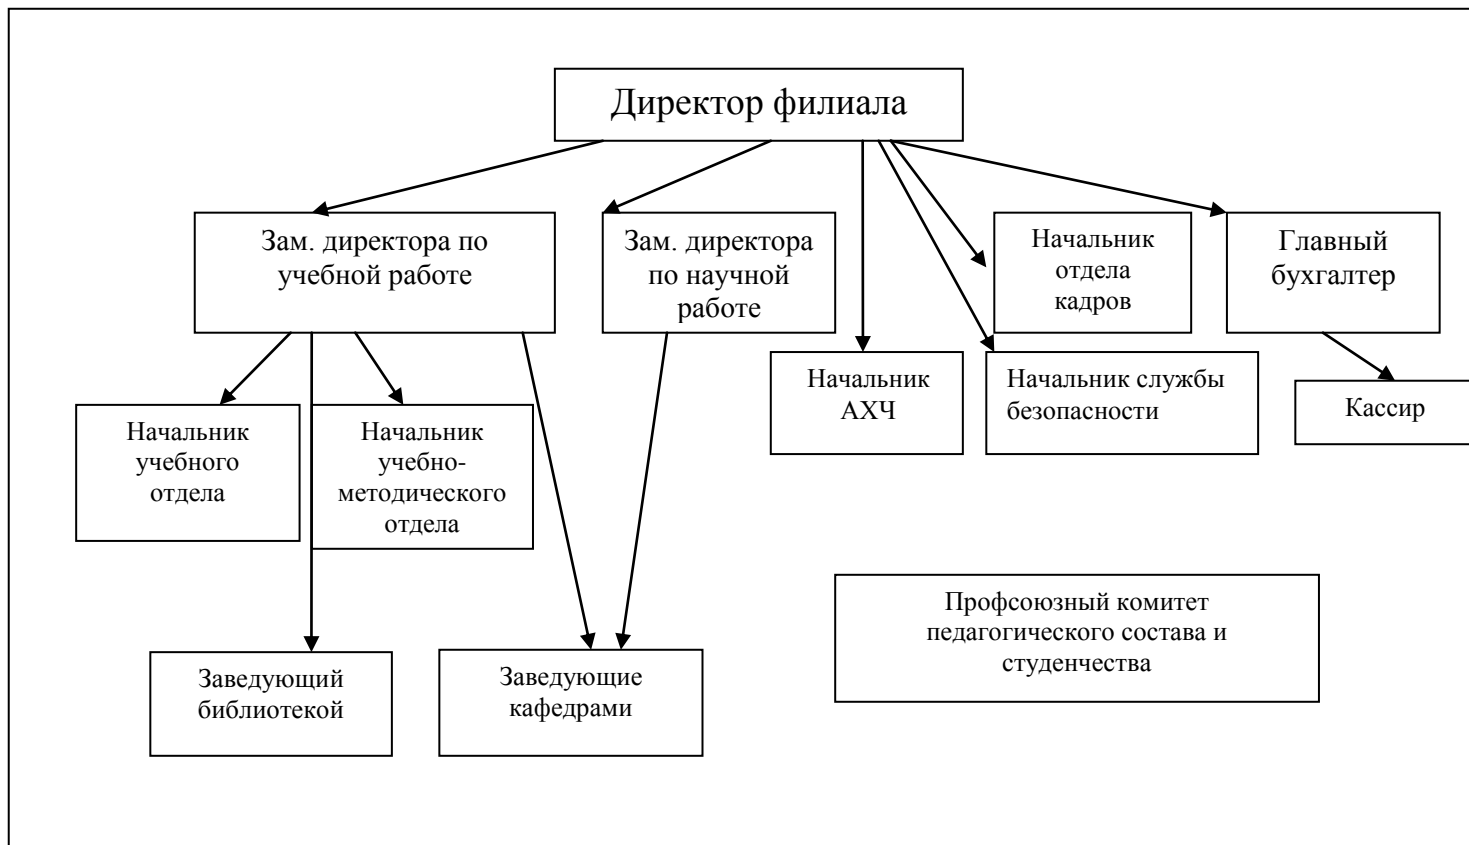 Директор филиала
Зам. директора по
учебной работе
Зам. директора
по научной
работе
Начальник
отдела
кадров
Главный
бухгалтер
Начальник
АХЧ
Начальник службы
безопасности
Кассир
Начальник
учебного
отдела
Начальник
учебно-
методического
отдела
Профсоюзный комитет
педагогического состава и
студенчества
Заведующий
библиотекой
Заведующие
кафедрами